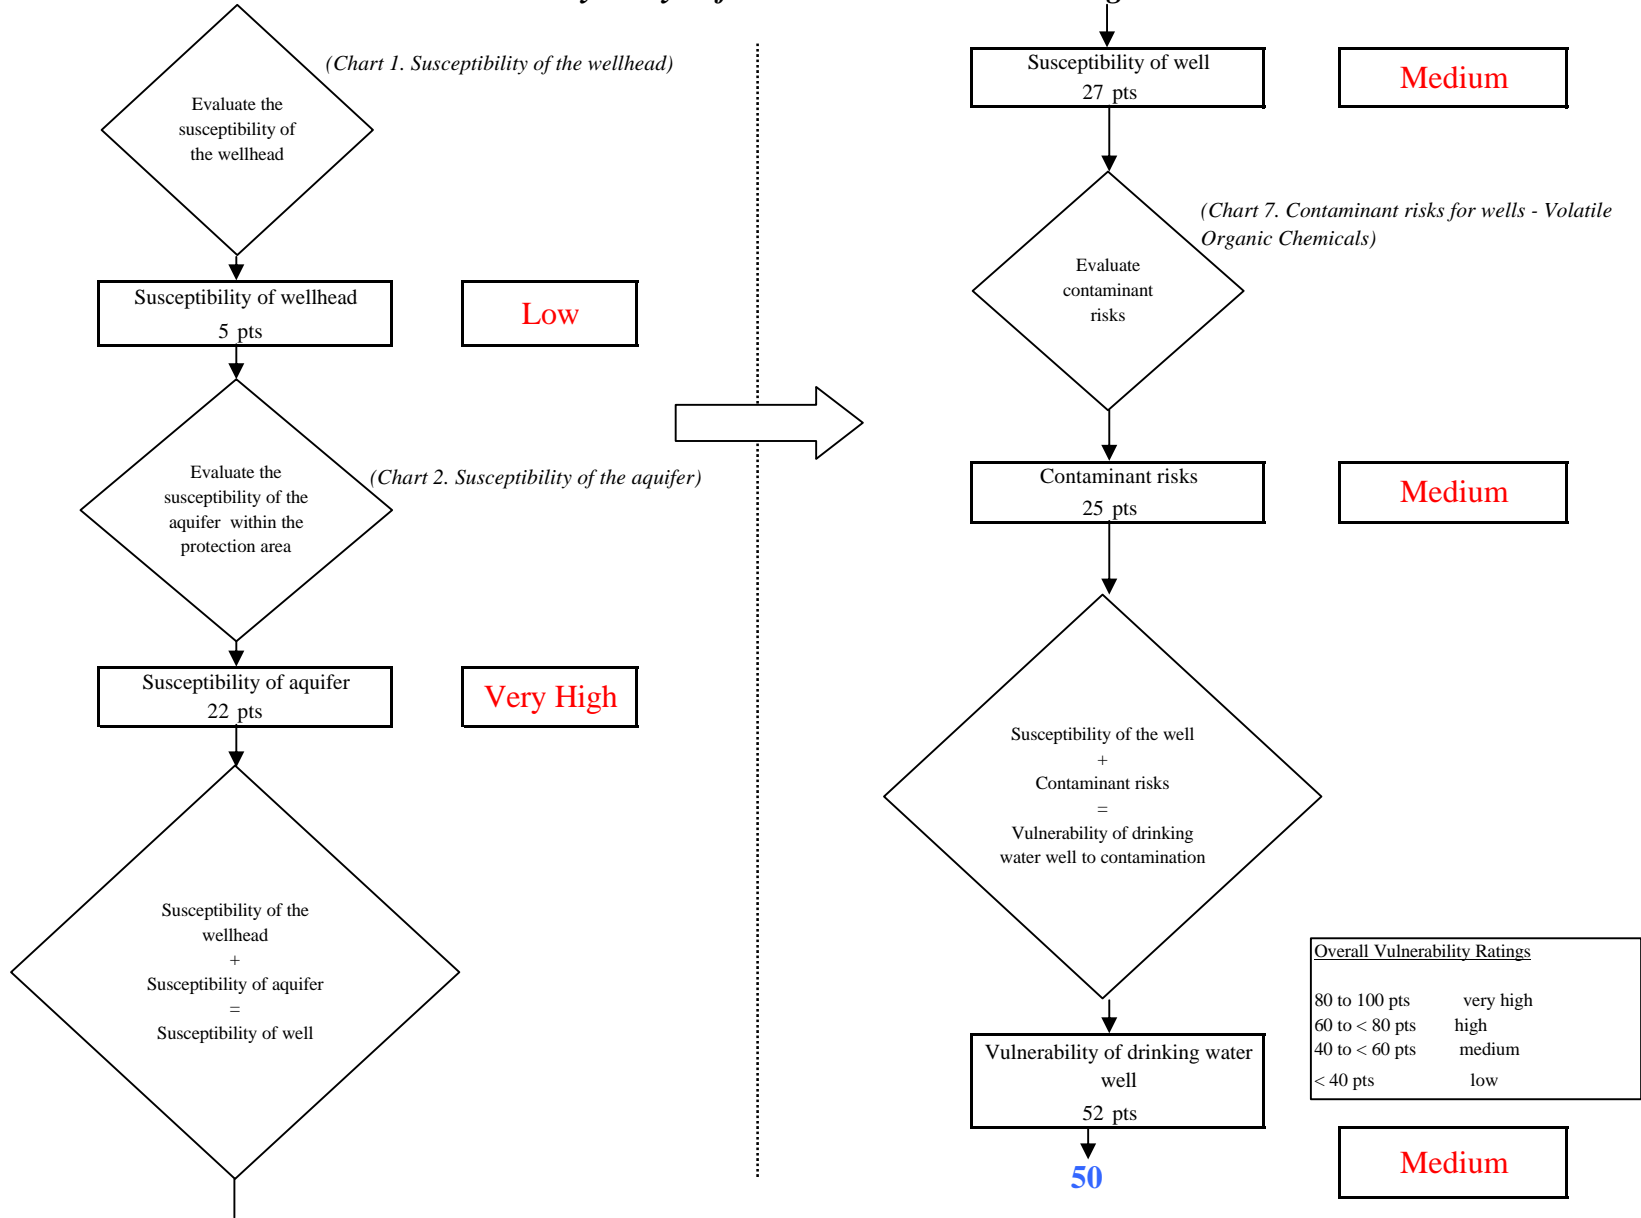 (Chart 1. Susceptibility of the wellhead)
Evaluate the
susceptibility of
the wellhead
Susceptibility of wellhead
5 pts
Low
Evaluate the
susceptibility of the
aquifer within the
protection area
(Chart 2. Susceptibility of the aquifer)
Susceptibility of aquifer
22 pts
Very High
Susceptibility of the
wellhead
+
Susceptibility of aquifer
=
Susceptibility of well
Susceptibility of well
27 pts
Medium
(Chart 7. Contaminant risks for wells - Volatile
Organic Chemicals)
Evaluate
contaminant
risks
Contaminant risks
25 pts
Medium
Susceptibility of the well
+
Contaminant risks
=
Vulnerability of drinking
water well to contamination
Overall Vulnerability Ratings
80 to 100 pts very high
60 to < 80 pts high
40 to < 60 pts medium
< 40 pts low
Vulnerability of drinking water
well
52 pts
50
Medium